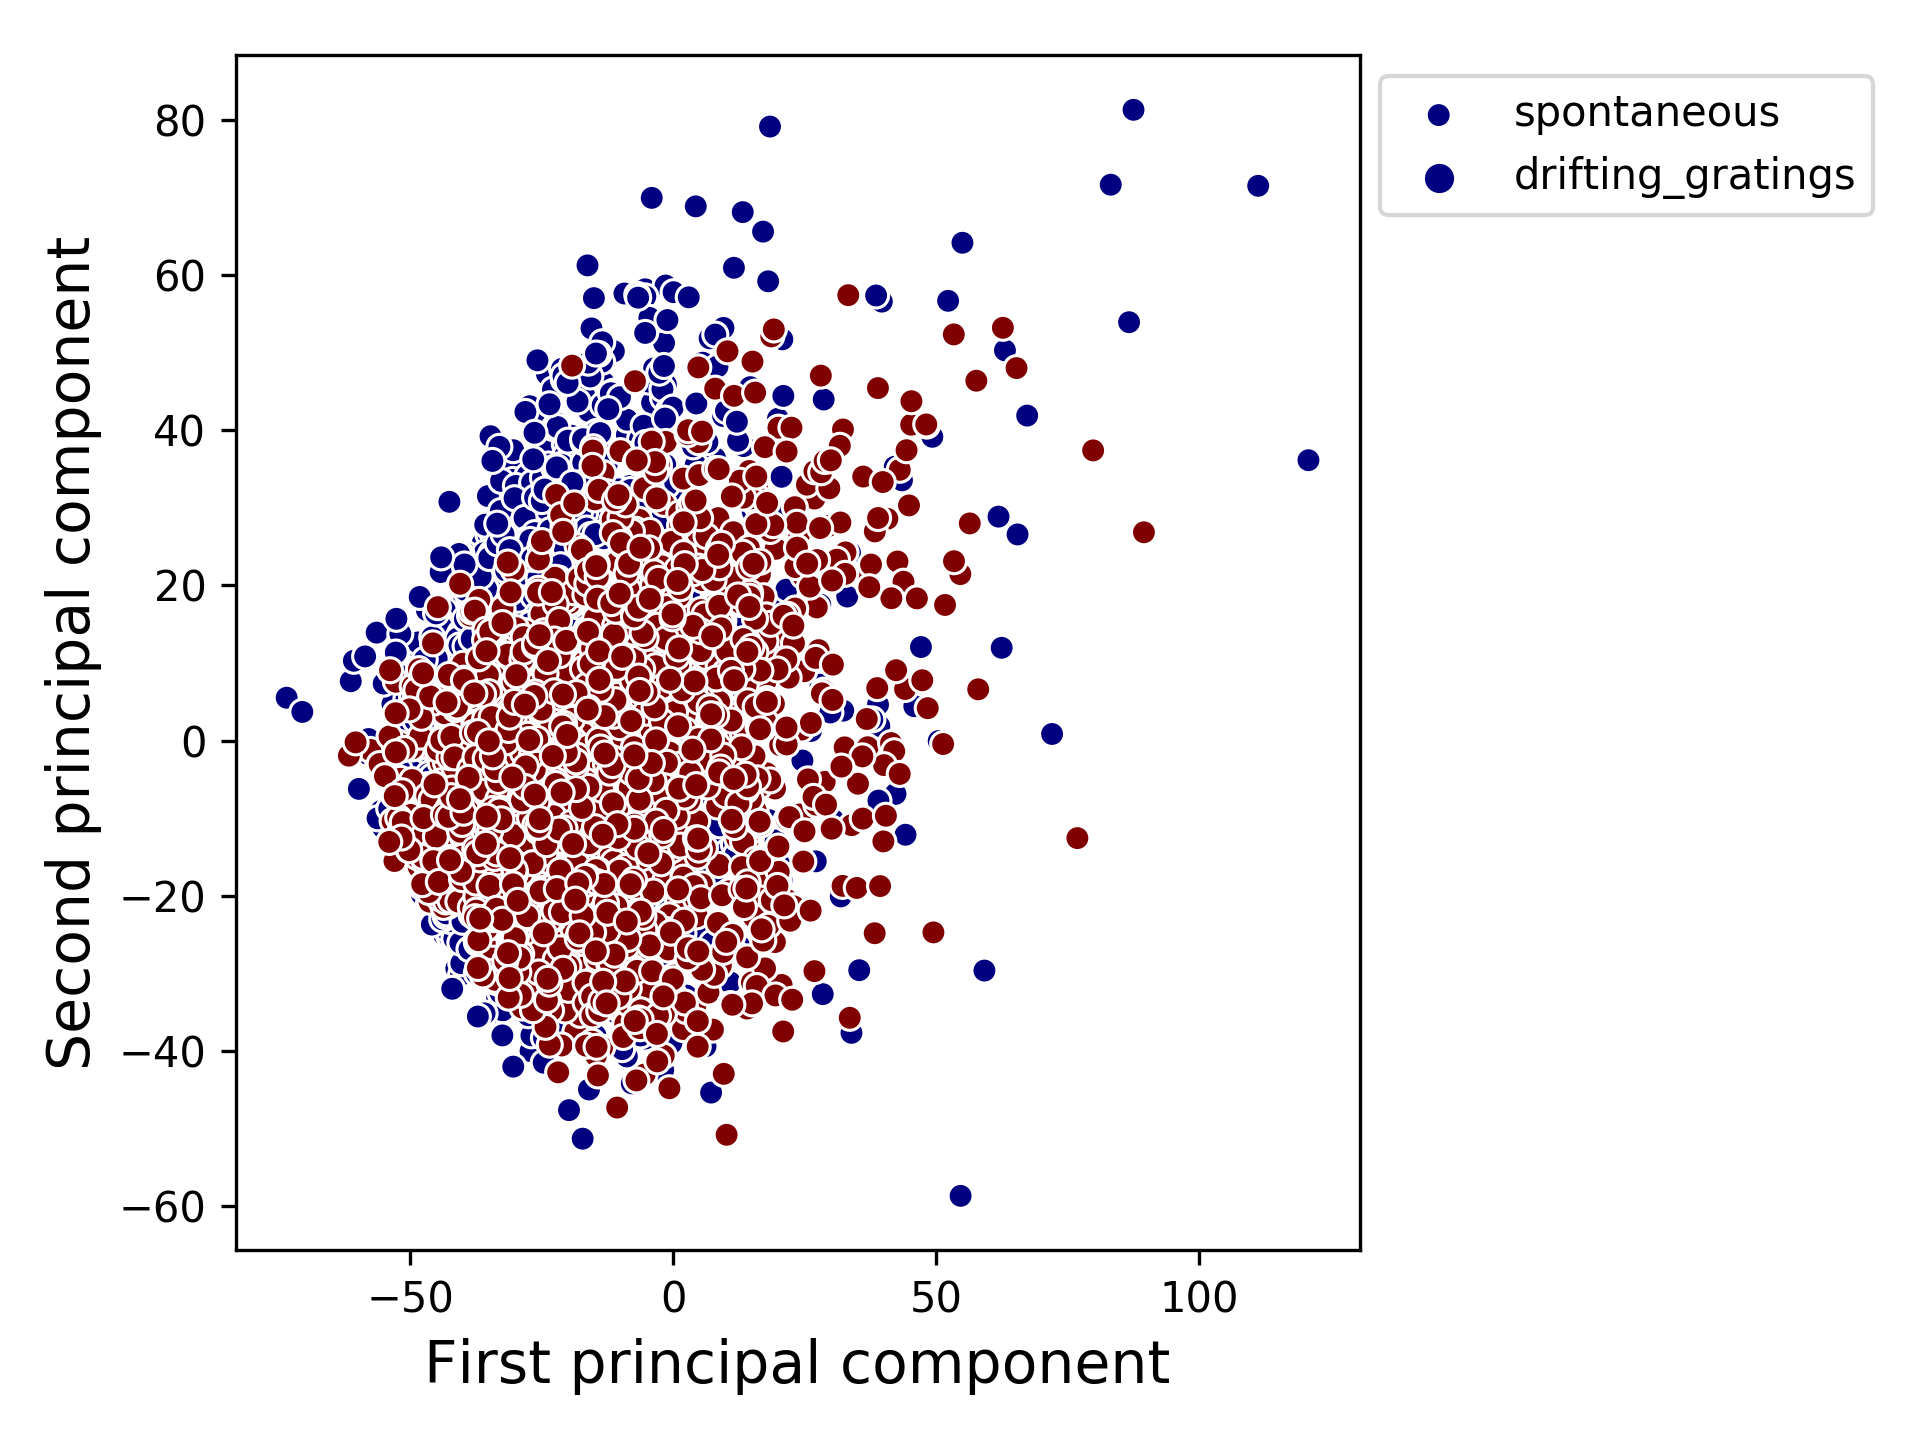 spontaneous
drifting_gratings
80
60
40
20
0
−20
−40
−60
Second principal component
−50 0 50 100
First principal component